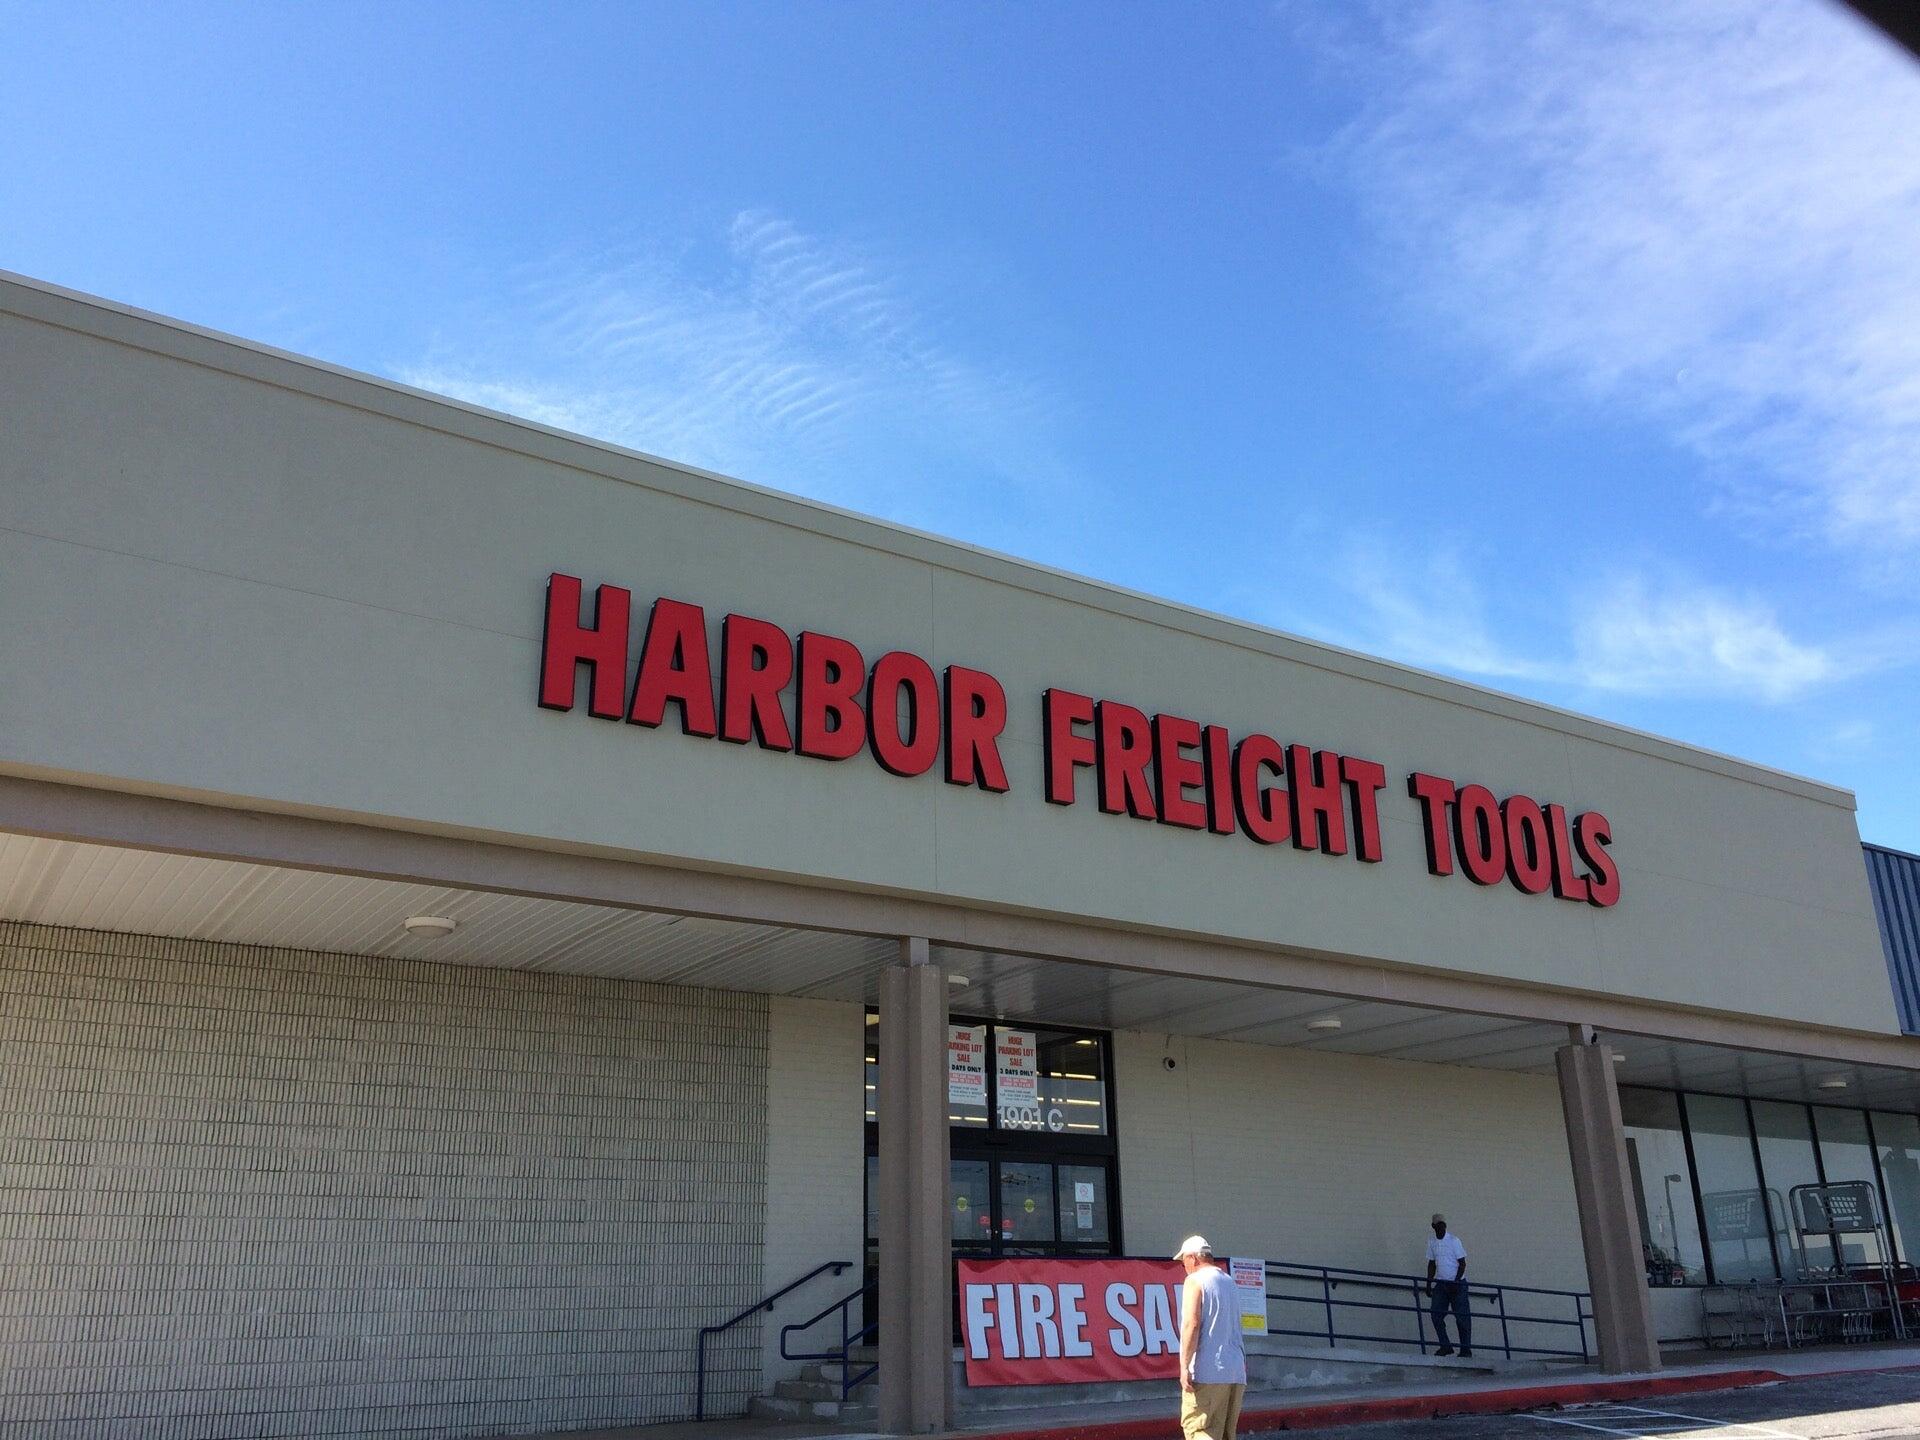 HARBOR FREIGHT TOOLS
HUGE
PARKING LOT
SALE
DAYS ONLY
HUGE
PARKING LOT
SALE
3 DAYS ONLY
1901 C
FIRE SA